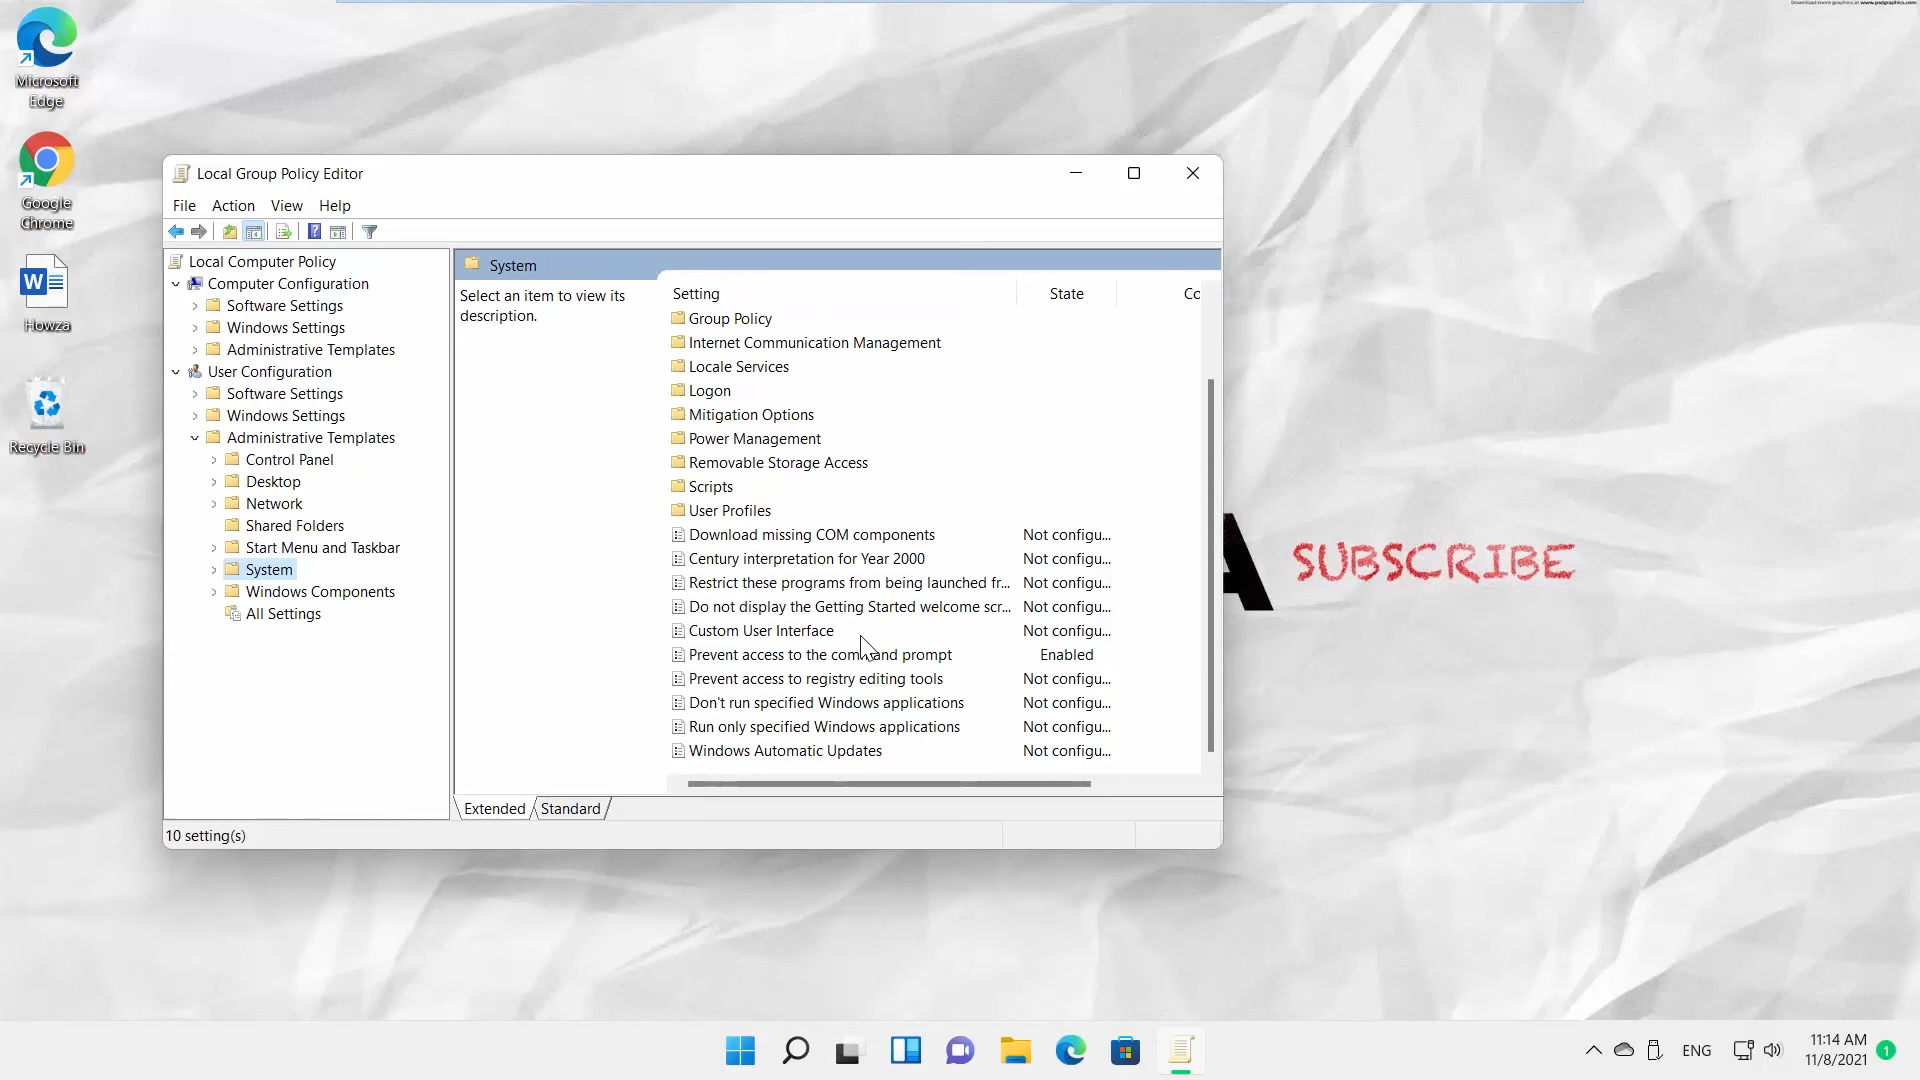 Download more graphics at www.psdgraphics.com
Microsoft
Edge
Google
Chrome
Howza
Recycle Bin
Local Group Policy Editor
File Action View Help
Local Computer Policy
Computer Configuration
Software Settings
Windows Settings
Administrative Templates
User Configuration
Software Settings
Windows Settings
Administrative Templates
Control Panel
Desktop
Network
Shared Folders
Start Menu and Taskbar
System
Windows Components
All Settings
System
Select an item to view its
description.
Setting State Co
Group Policy
Internet Communication Management
Locale Services
Logon
Mitigation Options
Power Management
Removable Storage Access
Scripts
User Profiles
Download missing COM components Not configu...
Century interpretation for Year 2000 Not configu...
Restrict these programs from being launched fr... Not configu...
Do not display the Getting Started welcome scr... Not configu...
Custom User Interface Not configu...
Prevent access to the command prompt Enabled
Prevent access to registry editing tools Not configu...
Don't run specified Windows applications Not configu...
Run only specified Windows applications Not configu...
Windows Automatic Updates Not configu...
Extended Standard
10 setting(s)
A SUBSCRIBE
ENG
11:14 AM
11/8/2021
1